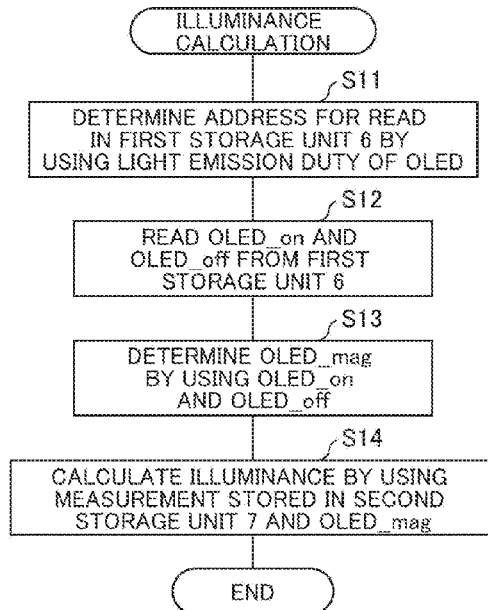 ILLUMINANCE
CALCULATION
S11
DETERMINE ADDRESS FOR READ
IN FIRST STORAGE UNIT 6 BY
USING LIGHT EMISSION DUTY OF OLED
S12
READ OLED_on AND
OLED_off FROM FIRST
STORAGE UNIT 6
S13
DETERMINE OLED_mag
BY USING OLED_on
AND OLED_off
S14
CALCULATE ILLUMINANCE BY USING
MEASUREMENT STORED IN SECOND
STORAGE UNIT 7 AND OLED_mag
END